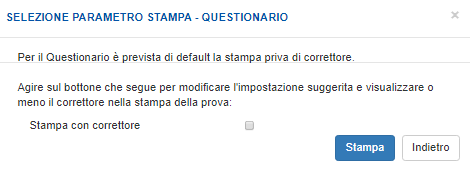 SELEZIONE PARAMETRO STAMPA - QUESTIONARIO ×
Per il Questionario è prevista di default la stampa priva di correttore.
Agire sul bottone che segue per modificare l'impostazione suggerita e visualizzare o
meno il correttore nella stampa della prova:
Stampa con correttore
Stampa Indietro